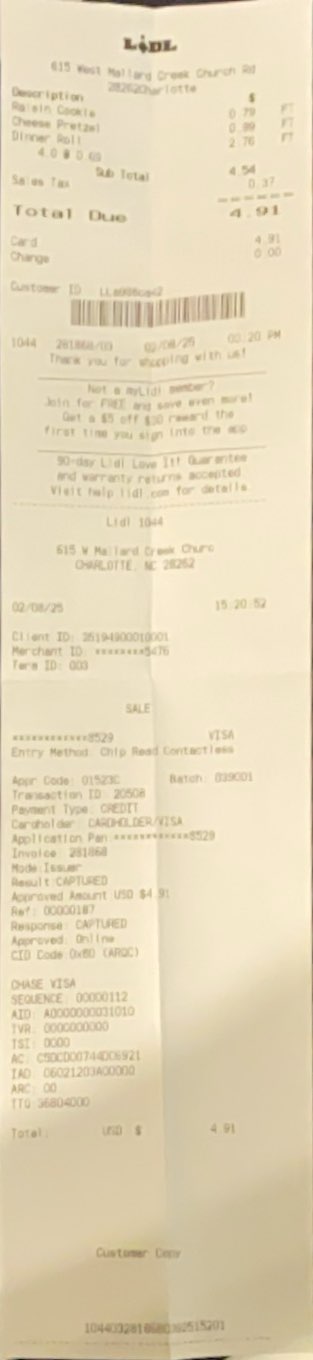 LiDL
615 West Mallard Creek Church Rd
28262Charlotte
Description $
Raisin Cookie 0.79 FT
Cheese Pretzel 0.99 FT
Dinner Roll 2.76 FT
4.0 @ 0.69
Sub Total 4.54
Sales Tax 0.37
Total Due 4.91
Card 4.91
Change 0.00
Customer ID
1044 281868/03 02/08/25 03:20 PM
Thank you for shopping with us!
Not a myLidl member?
Join for FREE and save even more!
Get a $5 off $30 reward the
first time you sign into the app
90-day Lidl Love It! Guarantee
and warranty returns accepted.
Visit help.lidl.com for details.
Lidl 1044
615 W Mallard Creek Churc
CHARLOTTE, NC 28262
02/08/25 15:20:52
Client ID: 35194900010001
Merchant ID: ********5476
Term ID: 003
SALE
************8529 VISA
Entry Method: Chip Read Contactless
Appr Code: 01523C Batch: 039001
Transaction ID: 20508
Payment Type: CREDIT
Cardholder: CARDHOLDER/VISA
Application Pan:************8529
Invoice: 281868
Mode:Issuer
Result:CAPTURED
Approved Amount USD $4.91
Ref: 00000187
Response: CAPTURED
Approved: Online
CID Code:0x80 (ARQC)
CHASE VISA
SEQUENCE: 00000112
AID: A0000000031010
TVR: 0000000000
TSI: 0000
AC:
IAD: 06021203A00000
ARC: 00
TTQ:36804000
Total: USD $ 4.91
Customer Copy